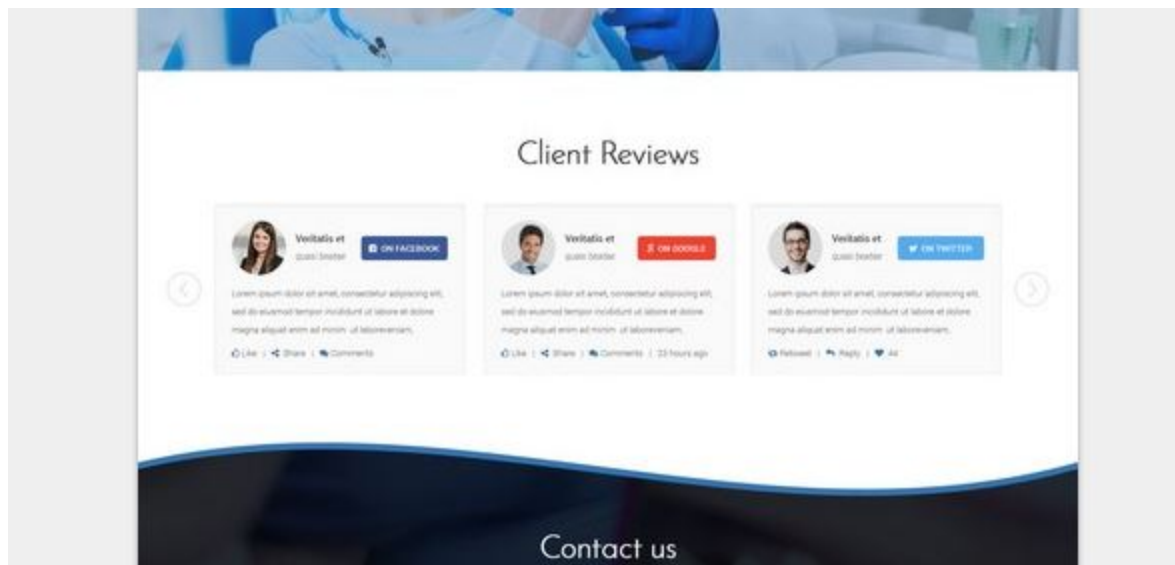 Client Reviews
Veritatis et
quasi beatae
ON FACEBOOK
Lorem ipsum dolor sit amet, consectetur adipiscing elit,
sed do eiusmod tempor incididunt ut labore et dolore
magna aliquat enim ad minim ut laboreveniam,
Like | Share | Comments
Veritatis et
quasi beatae
ON GOOGLE
Lorem ipsum dolor sit amet, consectetur adipiscing elit,
sed do eiusmod tempor incididunt ut labore et dolore
magna aliquat enim ad minim ut laboreveniam,
Like | Share | Comments | 23 hours ago
Veritatis et
quasi beatae
ON TWITTER
Lorem ipsum dolor sit amet, consectetur adipiscing elit,
sed do eiusmod tempor incididunt ut labore et dolore
magna aliquat enim ad minim ut laboreveniam,
Retweet | Reply |
Contact us